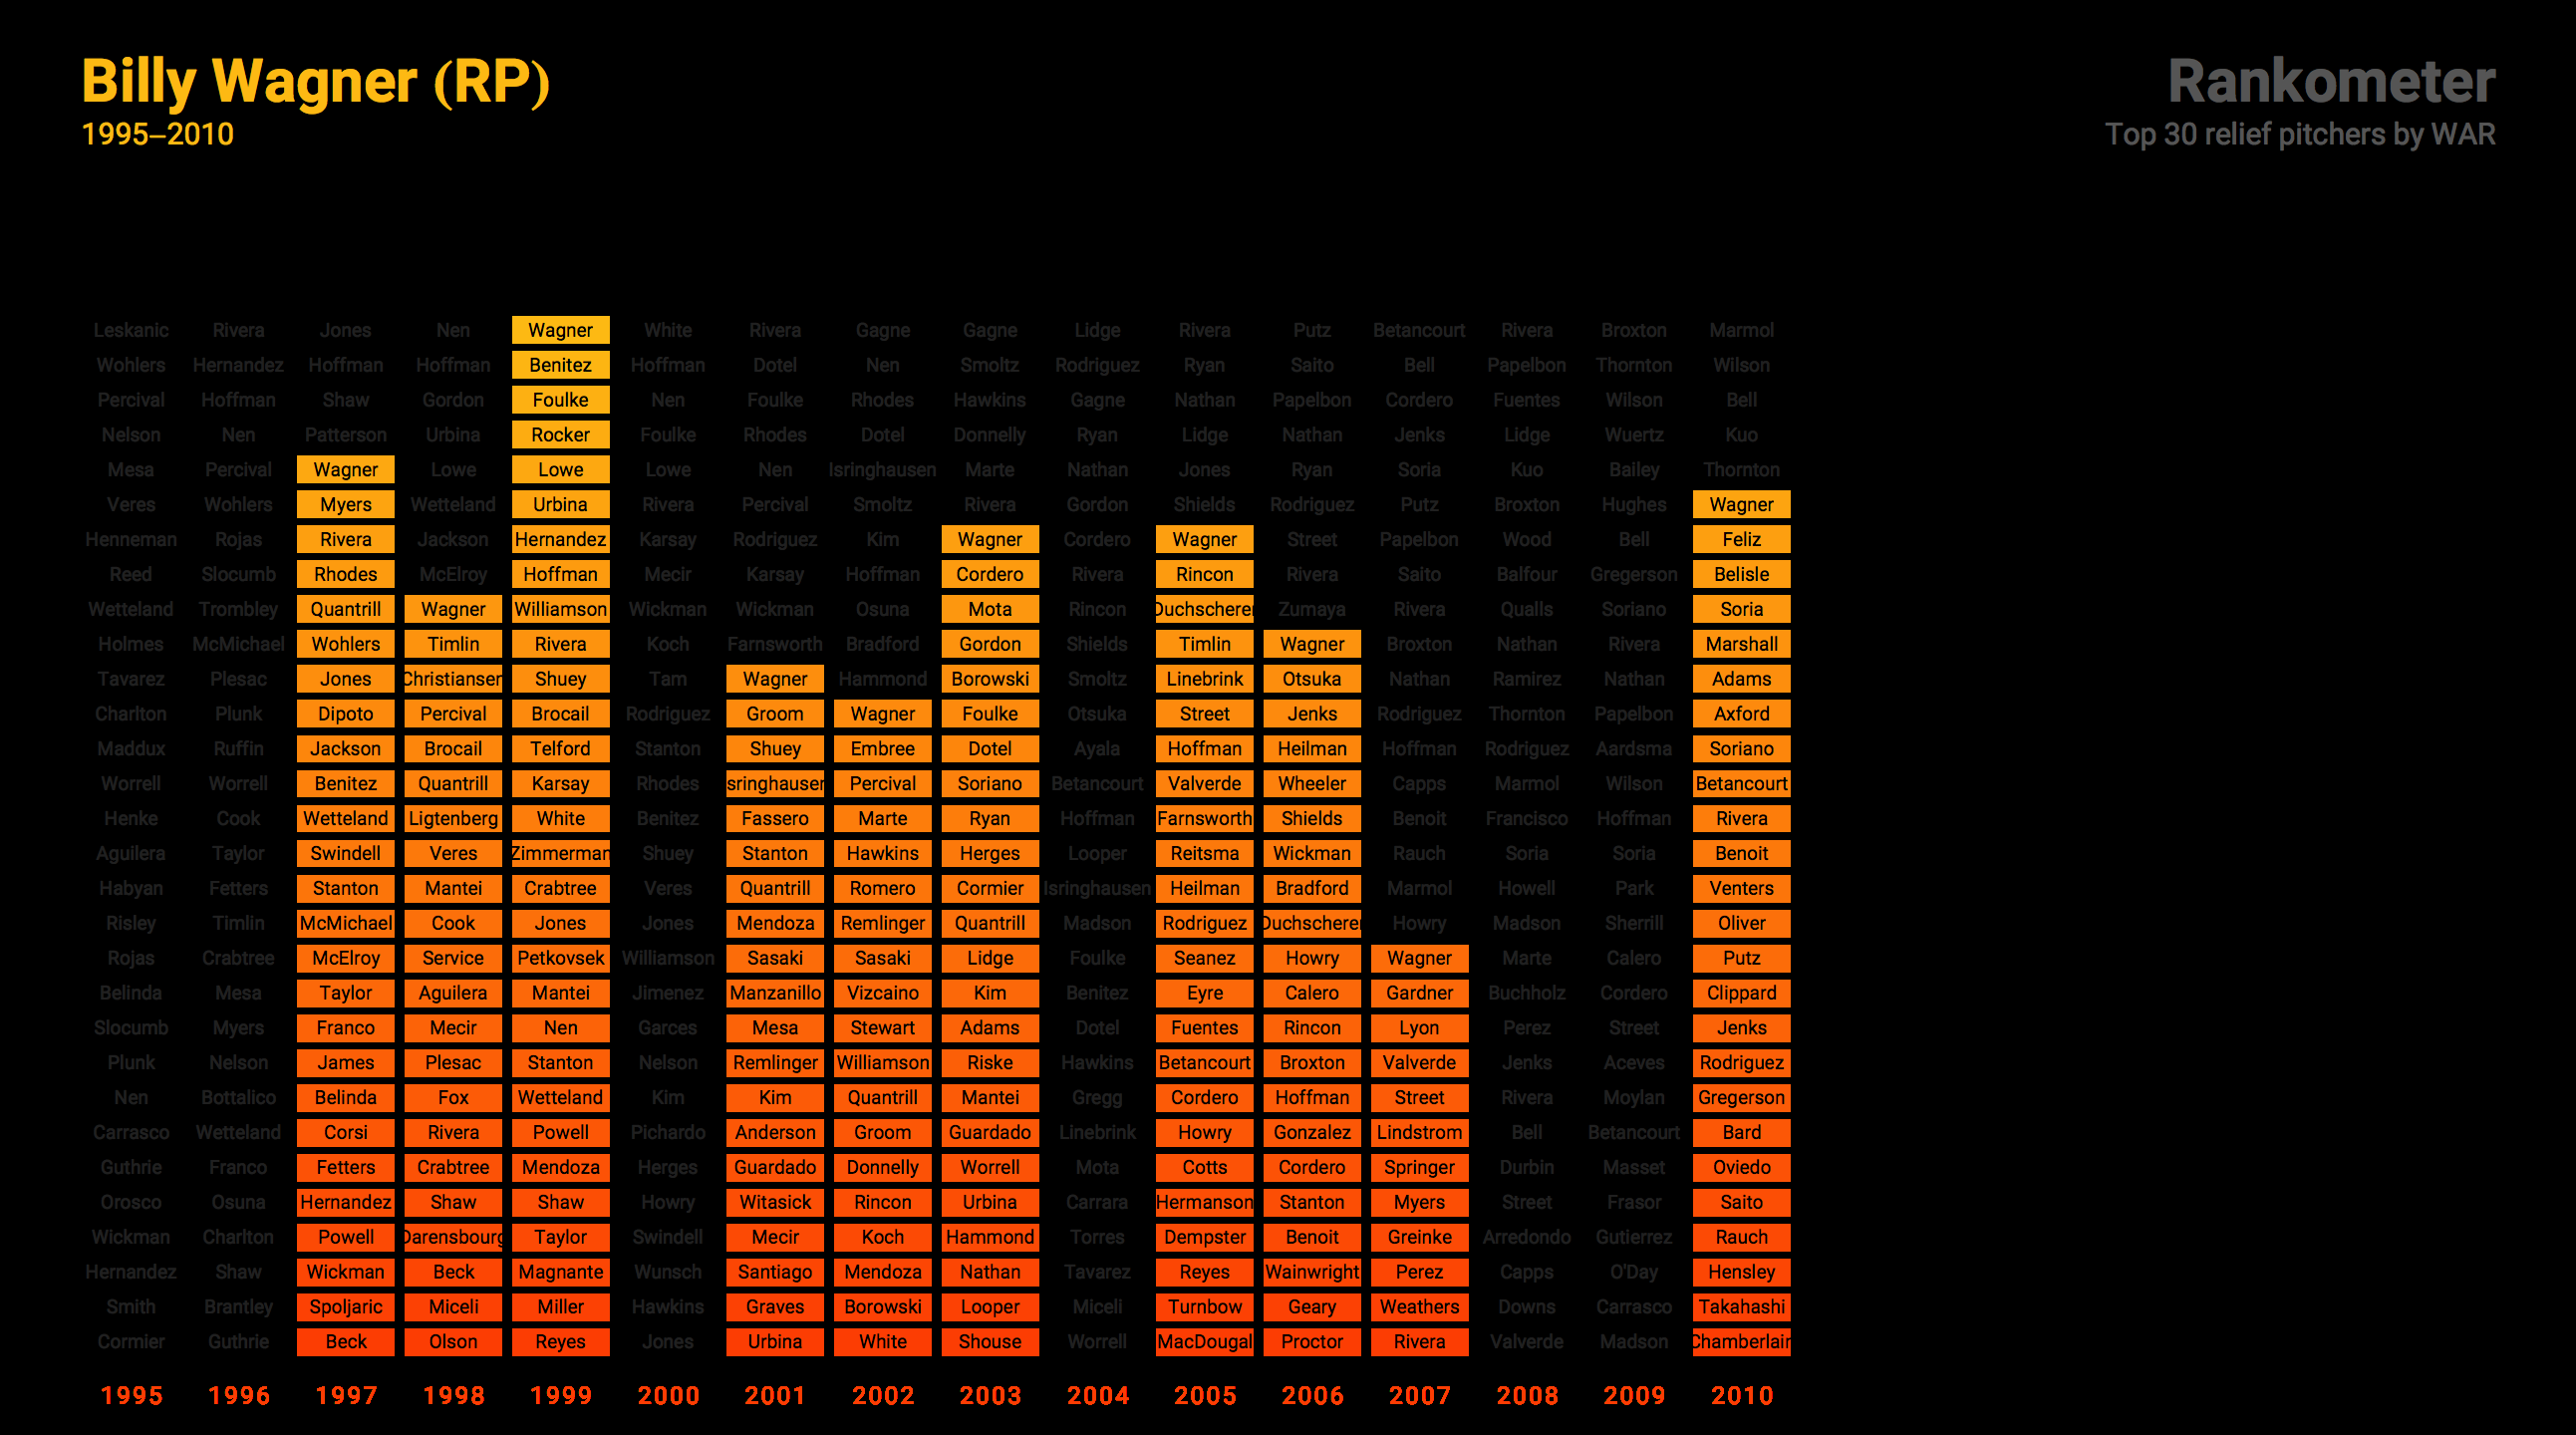 Billy Wagner (RP)
1995–2010
Rankometer
Top 30 relief pitchers by WAR
Leskanic Rivera Jones Nen Wagner White Rivera Gagne Gagne Lidge Rivera Putz Betancourt Rivera Broxton Marmol
Wohlers Hernandez Hoffman Hoffman Benitez Hoffman Dotel Nen Smoltz Rodriguez Ryan Saito Bell Papelbon Thornton Wilson
Percival Hoffman Shaw Gordon Foulke Nen Foulke Rhodes Hawkins Gagne Nathan Papelbon Cordero Fuentes Wilson Bell
Nelson Nen Patterson Urbina Rocker Foulke Rhodes Dotel Donnelly Ryan Lidge Nathan Jenks Lidge Wuertz Kuo
Mesa Percival Wagner Lowe Lowe Lowe Nen Isringhausen Marte Nathan Jones Ryan Soria Kuo Bailey Thornton
Veres Wohlers Myers Wetteland Urbina Rivera Percival Smoltz Rivera Gordon Shields Rodriguez Putz Broxton Hughes Wagner
Henneman Rojas Rivera Jackson Hernandez Karsay Rodriguez Kim Wagner Cordero Wagner Street Papelbon Wood Bell Feliz
Reed Slocumb Rhodes McElroy Hoffman Mecir Karsay Hoffman Cordero Rivera Rincon Rivera Saito Balfour Gregerson Belisle
Wetteland Trombley Quantrill Wagner Williamson Wickman Wickman Osuna Mota Rincon Duchscherer Zumaya Rivera Qualls Soriano Soria
Holmes McMichael Wohlers Timlin Rivera Koch Farnsworth Bradford Gordon Shields Timlin Wagner Broxton Nathan Rivera Marshall
Tavarez Plesac Jones Christiansen Shuey Tam Wagner Hammond Borowski Smoltz Linebrink Otsuka Nathan Ramirez Nathan Adams
Charlton Plunk Dipoto Percival Brocail Rodriguez Groom Wagner Foulke Otsuka Street Jenks Rodriguez Thornton Papelbon Axford
Maddux Ruffin Jackson Brocail Telford Stanton Shuey Embree Dotel Ayala Hoffman Heilman Hoffman Rodriguez Aardsma Soriano
Worrell Worrell Benitez Quantrill Karsay Rhodes sringhausen Percival Soriano Betancourt Valverde Wheeler Capps Marmol Wilson Betancourt
Henke Cook Wetteland Ligtenberg White Benitez Fassero Marte Ryan Hoffman Farnsworth Shields Benoit Francisco Hoffman Rivera
Aguilera Taylor Swindell Veres Zimmerman Shuey Stanton Hawkins Herges Looper Reitsma Wickman Rauch Soria Soria Benoit
Habyan Fetters Stanton Mantei Crabtree Veres Quantrill Romero Cormier Isringhausen Heilman Bradford Marmol Howell Park Venters
Risley Timlin McMichael Cook Jones Jones Mendoza Remlinger Quantrill Madson Rodriguez Duchscherer Howry Madson Sherrill Oliver
Rojas Crabtree McElroy Service Petkovsek Williamson Sasaki Sasaki Lidge Foulke Seanez Howry Wagner Marte Calero Putz
Belinda Mesa Taylor Aguilera Mantei Jimenez Manzanillo Vizcaino Kim Benitez Eyre Calero Gardner Buchholz Cordero Clippard
Slocumb Myers Franco Mecir Nen Garces Mesa Stewart Adams Dotel Fuentes Rincon Lyon Perez Street Jenks
Plunk Nelson James Plesac Stanton Nelson Remlinger Williamson Riske Hawkins Betancourt Broxton Valverde Jenks Aceves Rodriguez
Nen Bottalico Belinda Fox Wetteland Kim Kim Quantrill Mantei Gregg Cordero Hoffman Street Rivera Moylan Gregerson
Carrasco Wetteland Corsi Rivera Powell Pichardo Anderson Groom Guardado Linebrink Howry Gonzalez Lindstrom Bell Betancourt Bard
Guthrie Franco Fetters Crabtree Mendoza Herges Guardado Donnelly Worrell Mota Cotts Cordero Springer Durbin Masset Oviedo
Orosco Osuna Hernandez Shaw Shaw Howry Witasick Rincon Urbina Carrara Hermanson Stanton Myers Street Frasor Saito
Wickman Charlton Powell Darensbourg Taylor Swindell Mecir Koch Hammond Torres Dempster Benoit Greinke Arredondo Gutierrez Rauch
Hernandez Shaw Wickman Beck Magnante Wunsch Santiago Mendoza Nathan Tavarez Reyes Wainwright Perez Capps O'Day Hensley
Smith Brantley Spoljaric Miceli Miller Hawkins Graves Borowski Looper Miceli Turnbow Geary Weathers Downs Carrasco Takahashi
Cormier Guthrie Beck Olson Reyes Jones Urbina White Shouse Worrell MacDougal Proctor Rivera Valverde Madson Chamberlain
1995 1996 1997 1998 1999 2000 2001 2002 2003 2004 2005 2006 2007 2008 2009 2010